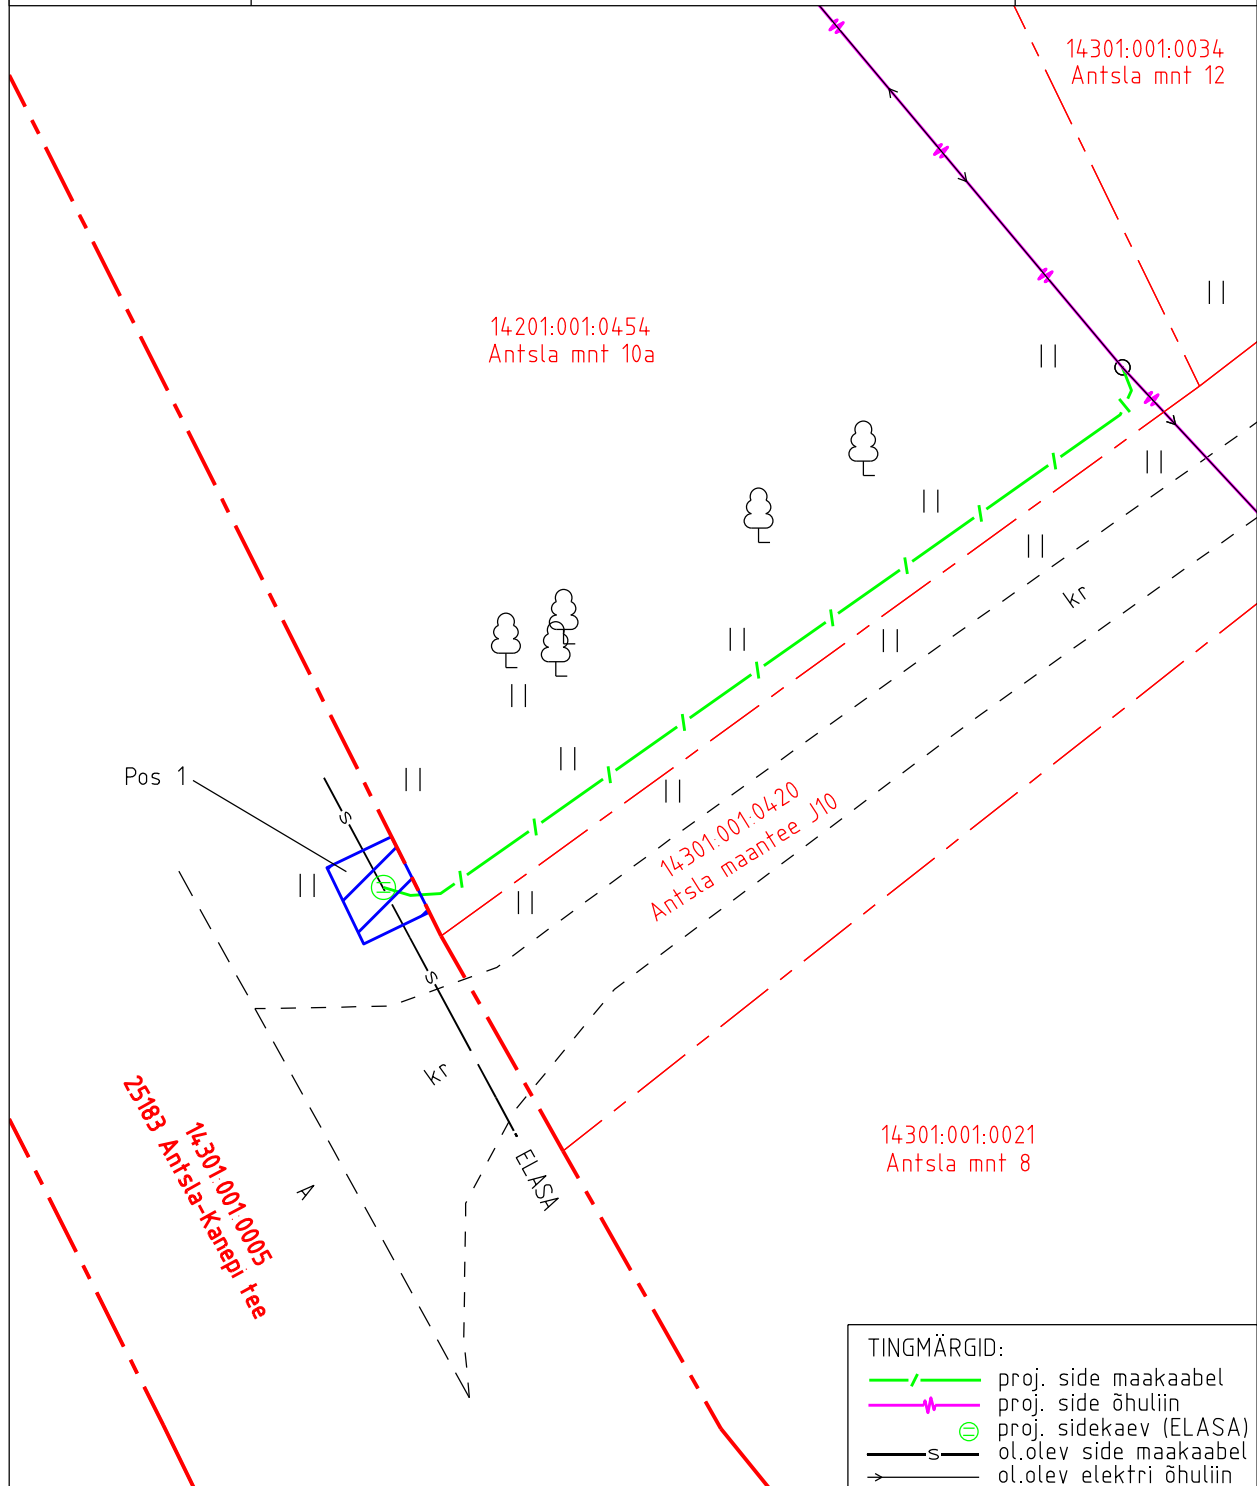 14301:001:0034
Antsla mnt 12
14201:001:0454
Antsla mnt 10a
kr
Pos 1
S
14301:001:0420
Antsla maantee J10
S
kr
14301:001:0005
25183 Antsla-Kanepi tee
A
ELASA
14301:001:0021
Antsla mnt 8
TINGMÄRGID:
proj. side maakaabel
proj. side õhuliin
proj. sidekaev (ELASA)
S
ol.olev side maakaabel
ol.olev elektri õhuliin